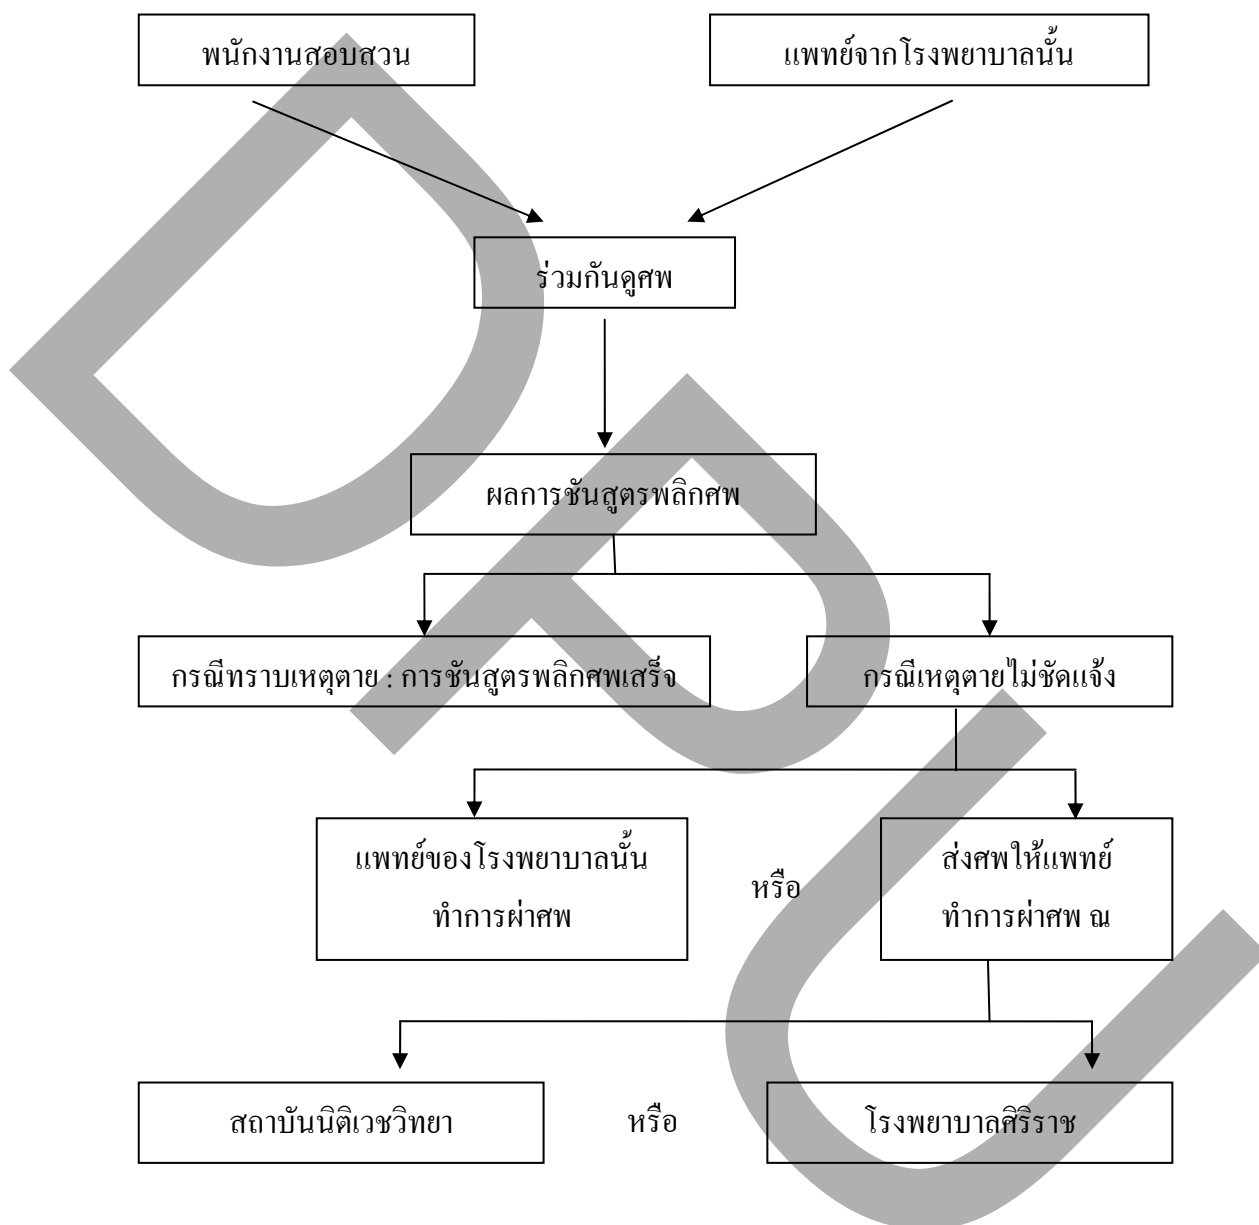 พนักงานสอบสวน
แพทย์จากโรงพยาบาลนั้น
ร่วมกันดูศพ
ผลการชันสูตรพลิกศพ
กรณีทราบเหตุตาย : การชันสูตรพลิกศพเสร็จ
กรณีเหตุตายไม่ชัดแจ้ง
แพทย์ของโรงพยาบาลนั้น
ทำการผ่าศพ
หรือ
ส่งศพให้แพทย์
ทำการผ่าศพ ณ
สถาบันนิติเวชวิทยา
หรือ
โรงพยาบาลศิริราช
DPU